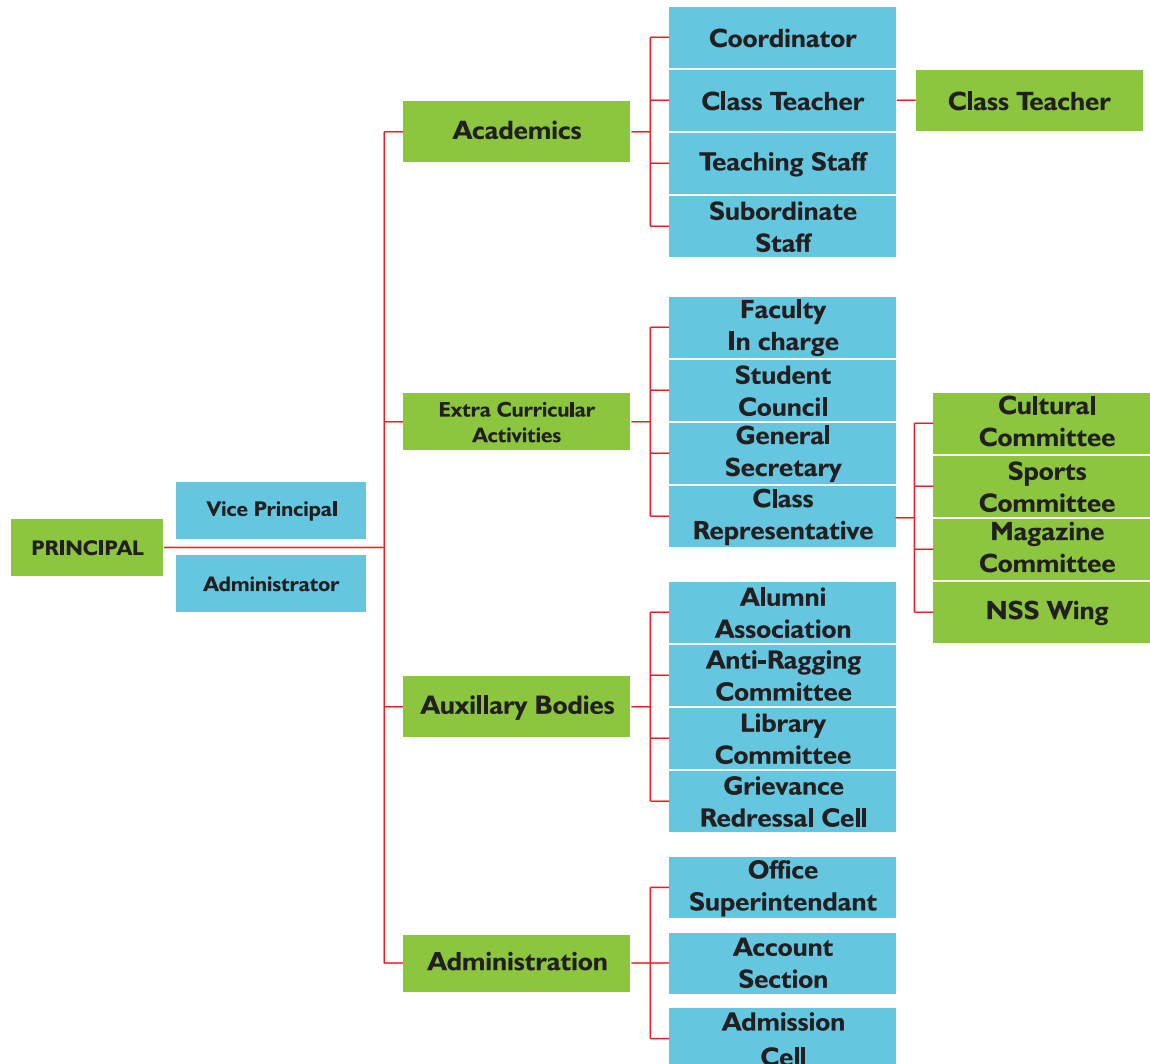 PRINCIPAL
Vice Principal
Administrator
Academics
Coordinator
Class Teacher
Class Teacher
Teaching Staff
Subordinate
Staff
Extra Curricular
Activities
Faculty
In charge
Student
Council
General
Secretary
Class
Representative
Cultural
Committee
Sports
Committee
Magazine
Committee
NSS Wing
Auxillary Bodies
Alumni
Association
Anti-Ragging
Committee
Library
Committee
Grievance
Redressal Cell
Administration
Office
Superintendant
Account
Section
Admission
Cell